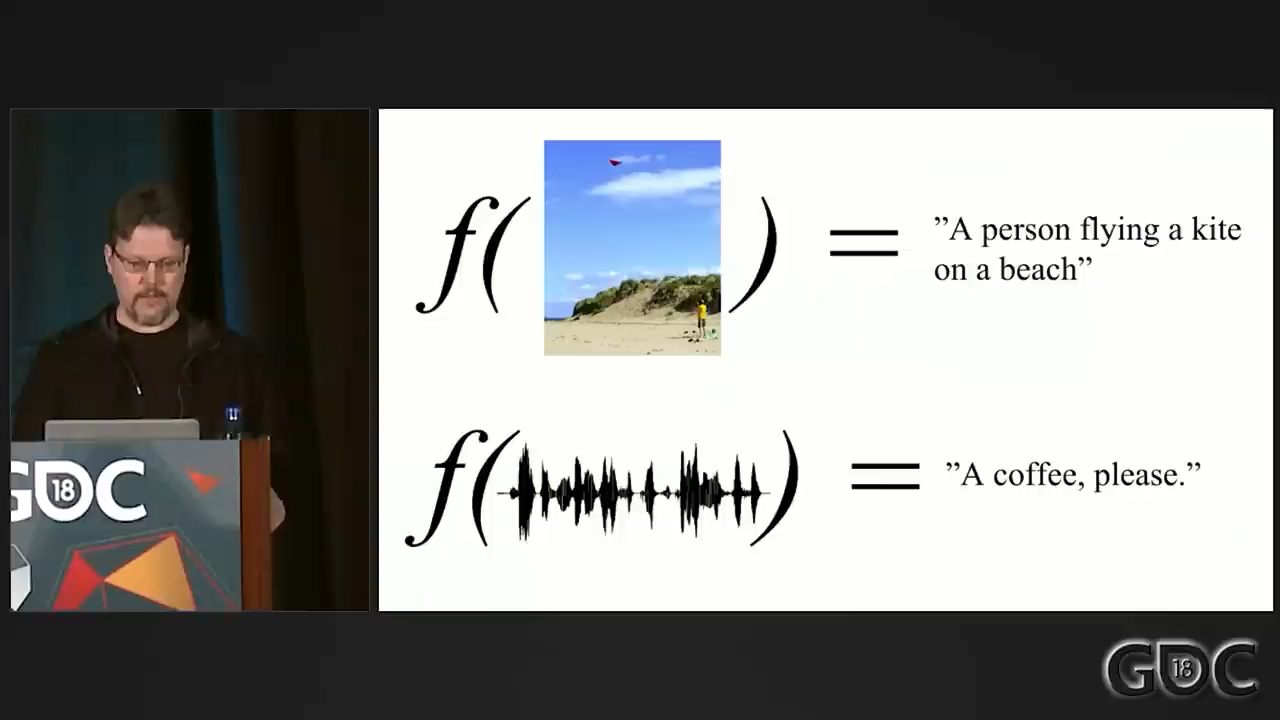 f( ) = ”A person flying a kite
on a beach”
f( ) = ”A coffee, please.”
GDC
18
GDC
18